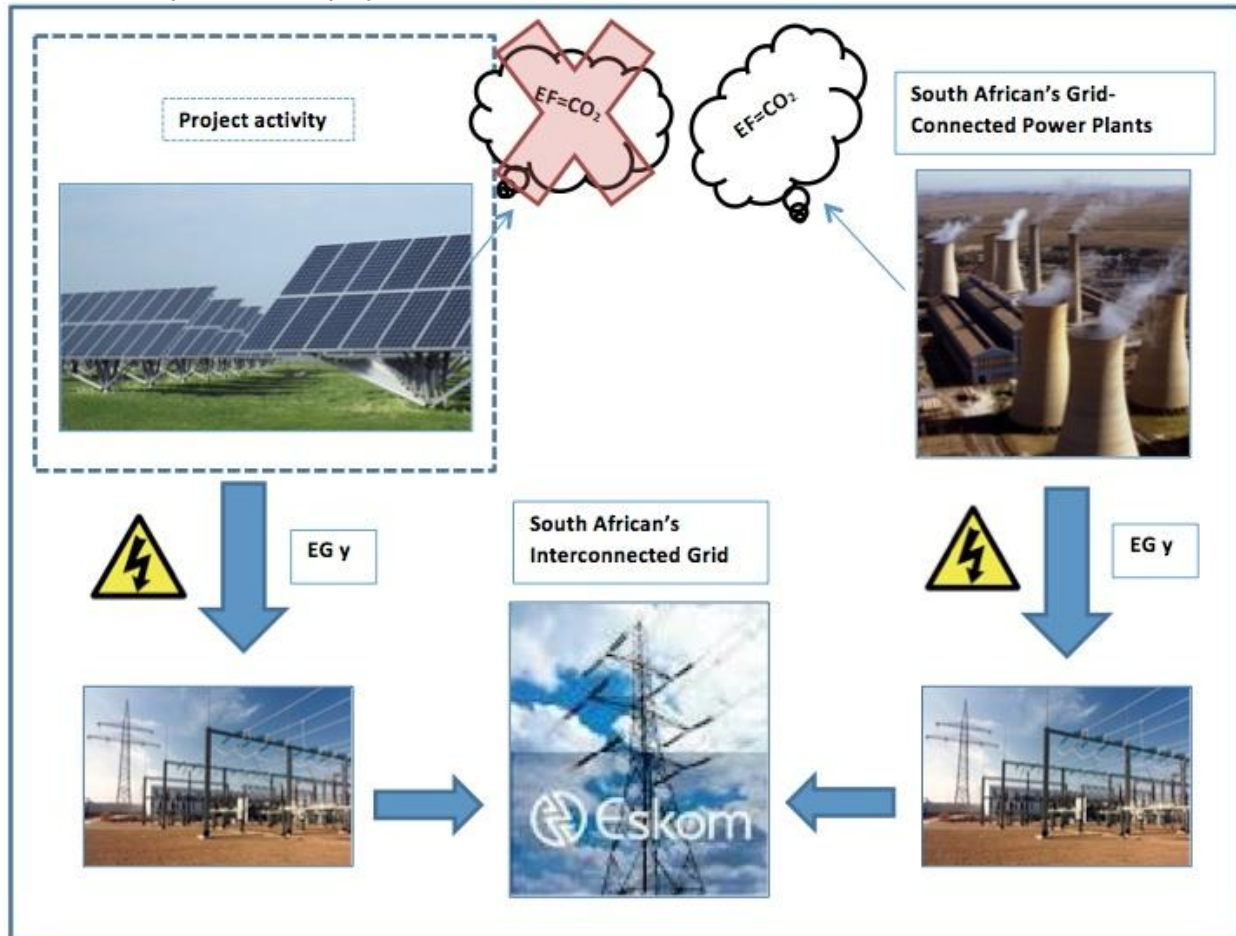 Project activity
EF=CO₂
EF=CO₂
South African's Grid-
Connected Power Plants
EG y
South African's
Interconnected Grid
EG y
Eskom